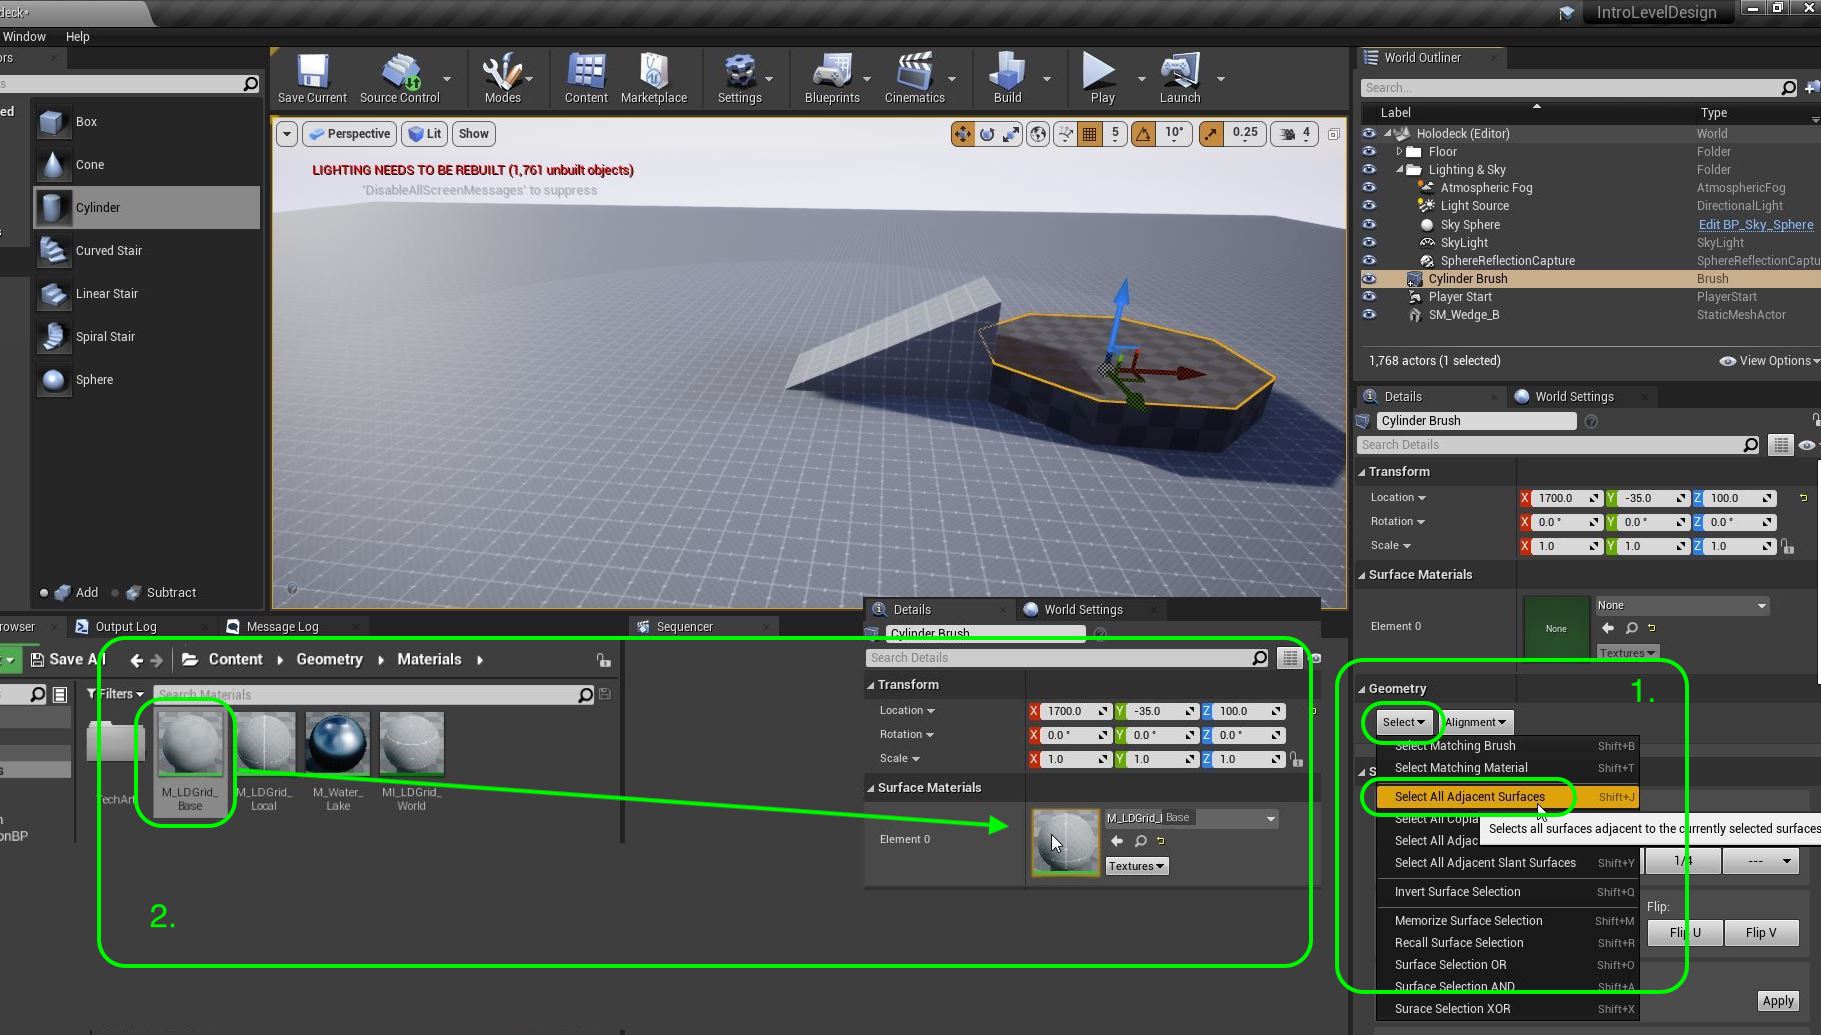 deck*
IntroLevelDesign
Window Help
ors
World Outliner
Save Current
Source Control
Modes
Content
Marketplace
Settings
Blueprints
Cinematics
Build
Play
Launch
Search...
Label Type
ed
Box
Cone
Cylinder
Curved Stair
Linear Stair
Spiral Stair
Sphere
Add Subtract
Perspective Lit Show
5 10° 0.25 4
LIGHTING NEEDS TO BE REBUILT (1,761 unbuilt objects)
'DisableAllScreenMessages' to suppress
Holodeck (Editor) World
Floor Folder
Lighting & Sky Folder
Atmospheric Fog AtmosphericFog
Light Source DirectionalLight
Sky Sphere Edit BP_Sky_Sphere
SkyLight SkyLight
SphereReflectionCapture SphereReflectionCaptu
Cylinder Brush Brush
Player Start PlayerStart
SM_Wedge_B StaticMeshActor
1,768 actors (1 selected) View Options
Details World Settings
Cylinder Brush
Search Details
Transform
Location X 1700.0 Y -35.0 Z 100.0
Rotation X 0.0 ° Y 0.0 ° Z 0.0 °
Scale X 1.0 Y 1.0 Z 1.0
Surface Materials
Element 0
None
None
Textures
Geometry
1.
Select Alignment
Select Matching Brush Shift+B
Select Matching Material Shift+T
Select All Adjacent Surfaces Shift+J
Select All Copla
Selects all surfaces adjacent to the currently selected surfaces
Select All Adjac
Select All Adjacent Slant Surfaces Shift+Y
1/4 ---
Invert Surface Selection Shift+Q
Flip:
Memorize Surface Selection Shift+M
Flip U Flip V
Recall Surface Selection Shift+R
Surface Selection OR Shift+O
Surface Selection AND Shift+A
Surace Selection XOR Shift+X
Apply
rowser Output Log Message Log Sequencer
Save All Content Geometry Materials
Filters Search Materials
TechArt
M_LDGrid_
Base
M_LDGrid_
Local
M_Water_
Lake
MI_LDGrid_
World
onBP
2.
Details World Settings
Cylinder Brush
Search Details
Transform
Location X 1700.0 Y -35.0 Z 100.0
Rotation X 0.0 ° Y 0.0 ° Z 0.0 °
Scale X 1.0 Y 1.0 Z 1.0
Surface Materials
Element 0
M_LDGrid_ Base
Textures